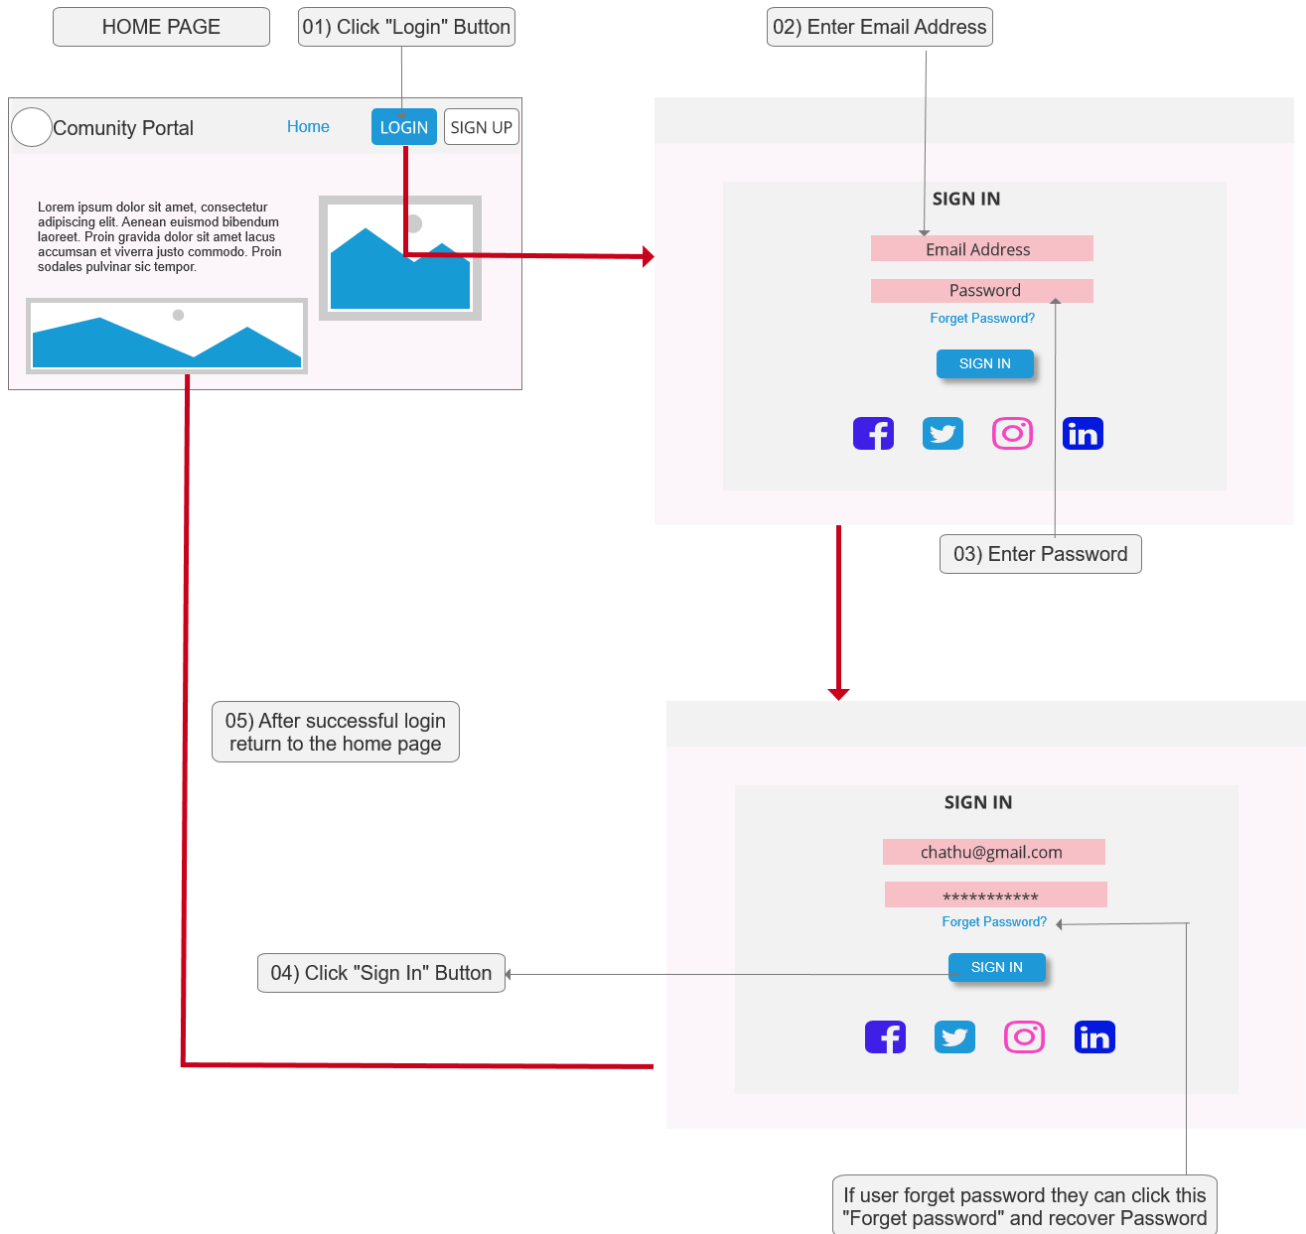 HOME PAGE
01) Click "Login" Button
02) Enter Email Address
Comunity Portal
Home
LOGIN
SIGN UP
Lorem ipsum dolor sit amet, consectetur
adipiscing elit. Aenean euismod bibendum
laoreet. Proin gravida dolor sit amet lacus
accumsan et viverra justo commodo. Proin
sodales pulvinar sic tempor.
SIGN IN
Email Address
Password
Forget Password?
SIGN IN
03) Enter Password
05) After successful login
return to the home page
SIGN IN
chathu@gmail.com
***********
Forget Password?
04) Click "Sign In" Button
SIGN IN
If user forget password they can click this
"Forget password" and recover Password